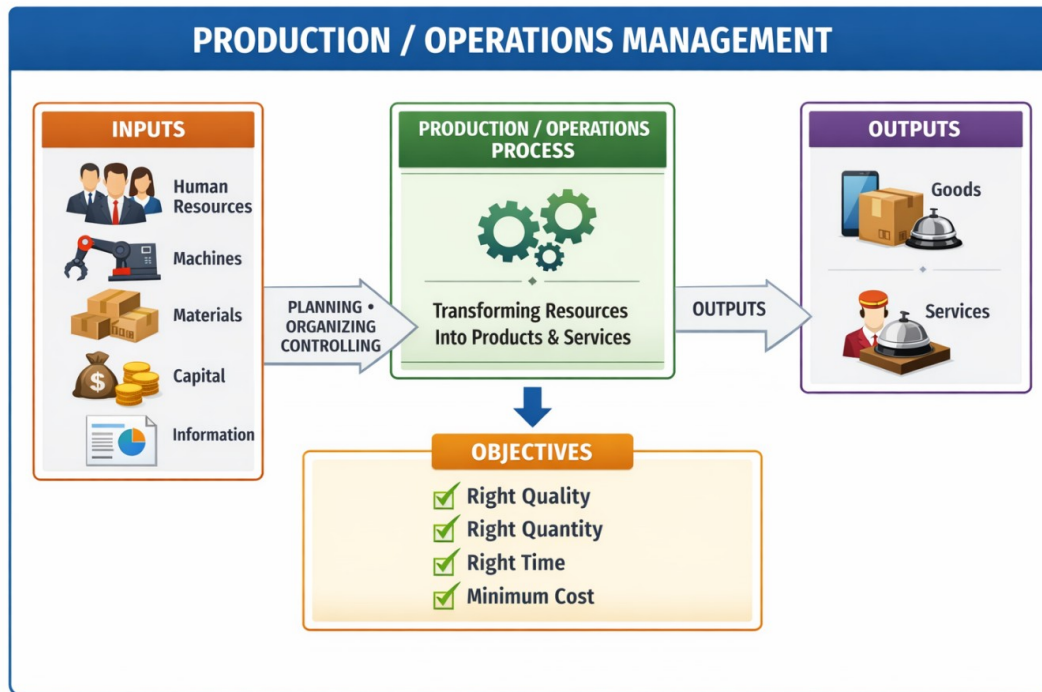 PRODUCTION / OPERATIONS MANAGEMENT
INPUTS
Human
Resources
Machines
Materials
$
Capital
Information
PLANNING •
ORGANIZING
CONTROLLING
PRODUCTION / OPERATIONS
PROCESS
Transforming Resources
Into Products & Services
OUTPUTS
OUTPUTS
Goods
Services
OBJECTIVES
Right Quality
Right Quantity
Right Time
Minimum Cost